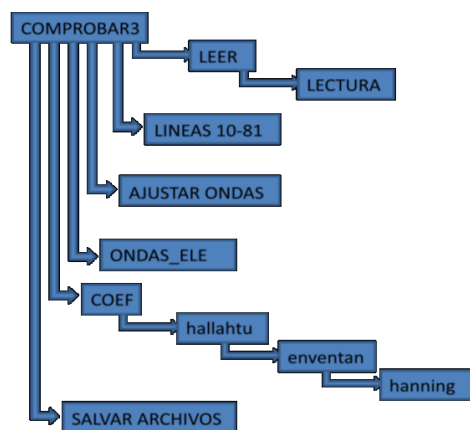 COMPROBAR3
LEER
LECTURA
LINEAS 10-81
AJUSTAR ONDAS
ONDAS_ELE
COEF
hallahtu
enventan
hanning
SALVAR ARCHIVOS